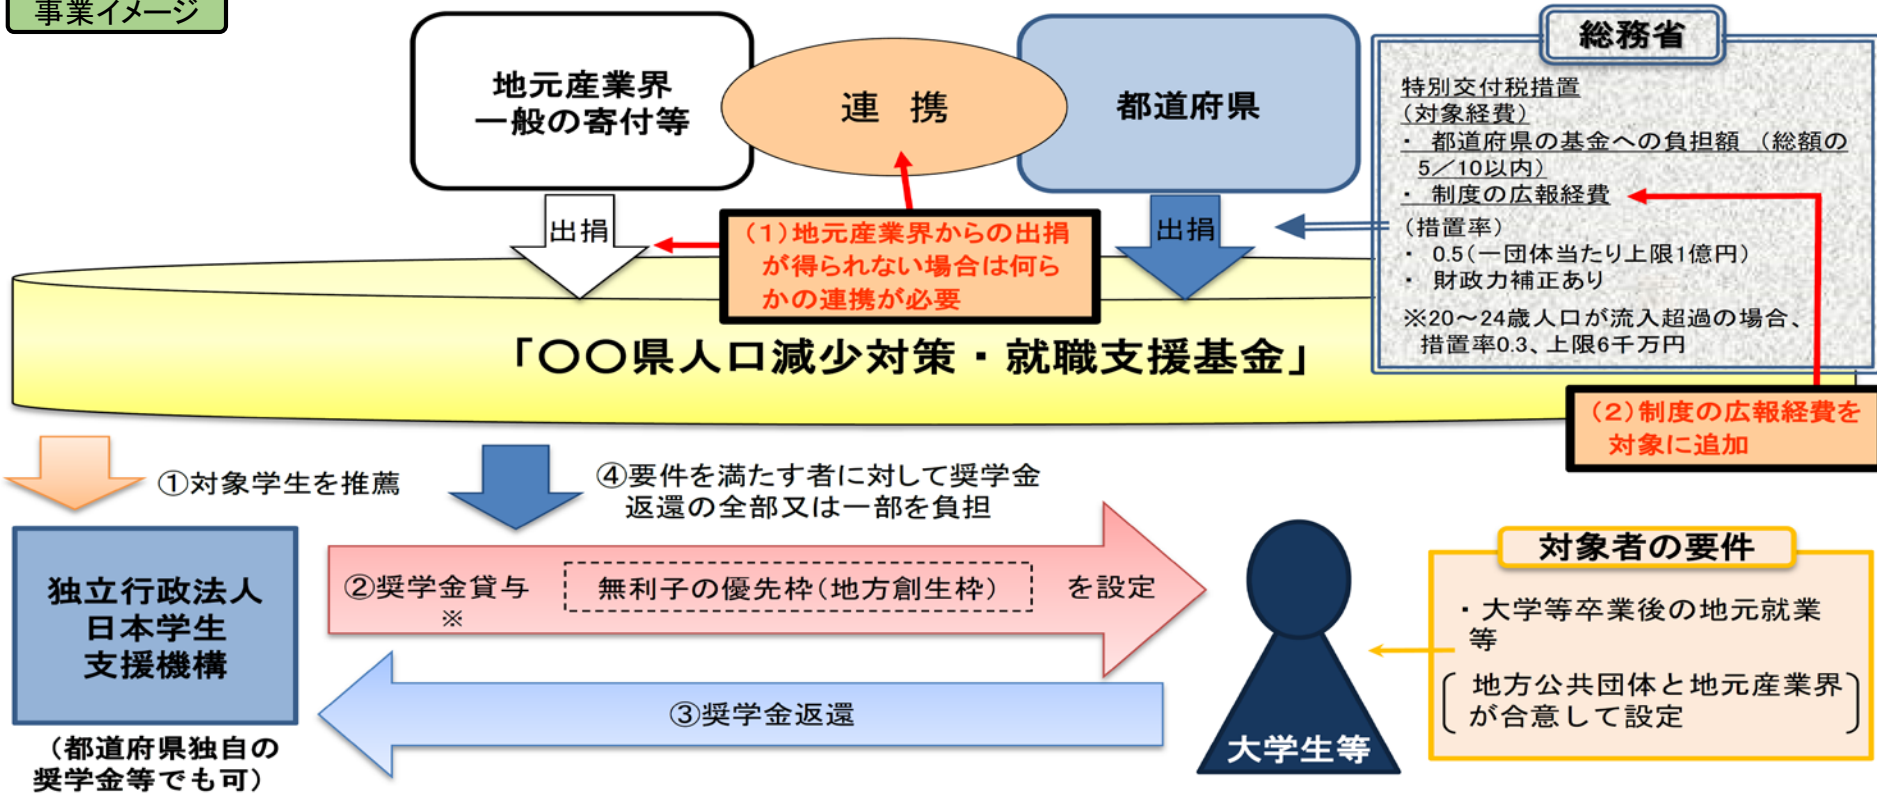 事業イメージ
地元産業界
一般の寄付等
連 携
都道府県
総務省
特別交付税措置
(対象経費)
・ 都道府県の基金への負担額 (総額の
5/10以内)
・ 制度の広報経費
(措置率)
・ 0.5(一団体当たり上限1億円)
・ 財政力補正あり
※20~24歳人口が流入超過の場合、
措置率0.3、上限6千万円
出捐
(1)地元産業界からの出捐
が得られない場合は何ら
かの連携が必要
出捐
「〇〇県人口減少対策・就職支援基金」
(2)制度の広報経費を
対象に追加
①対象学生を推薦
④要件を満たす者に対して奨学金
返還の全部又は一部を負担
独立行政法人
日本学生
支援機構
(都道府県独自の
奨学金等でも可)
②奨学金貸与 無利子の優先枠(地方創生枠) を設定
※
③奨学金返還
大学生等
対象者の要件
・大学等卒業後の地元就業
等
地方公共団体と地元産業界
が合意して設定